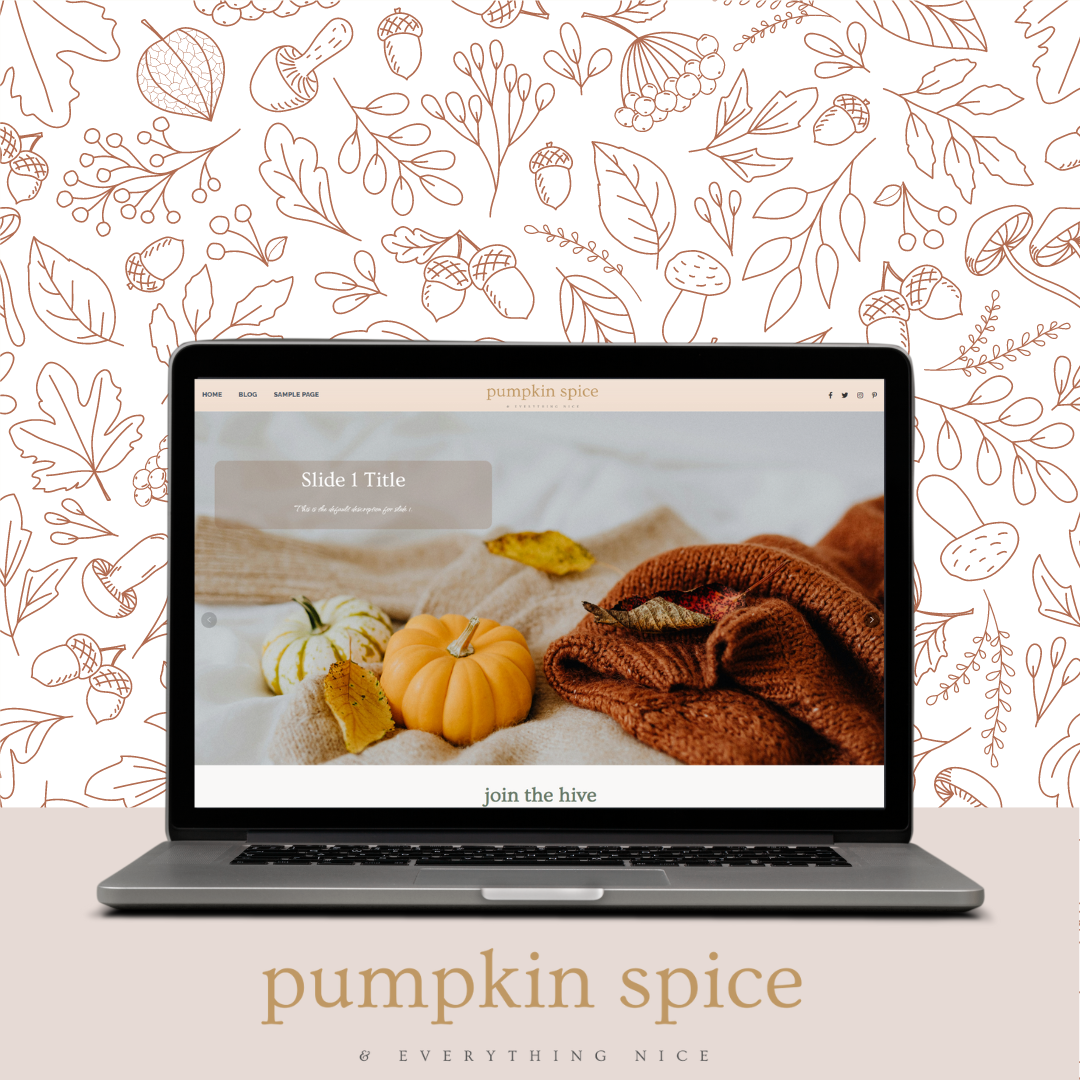 HOME BLOG SAMPLE PAGE
pumpkin spice
& EVERYTHING NICE
Slide 1 Title
This is the default description for slide 1
join the hive
pumpkin spice
& EVERYTHING NICE